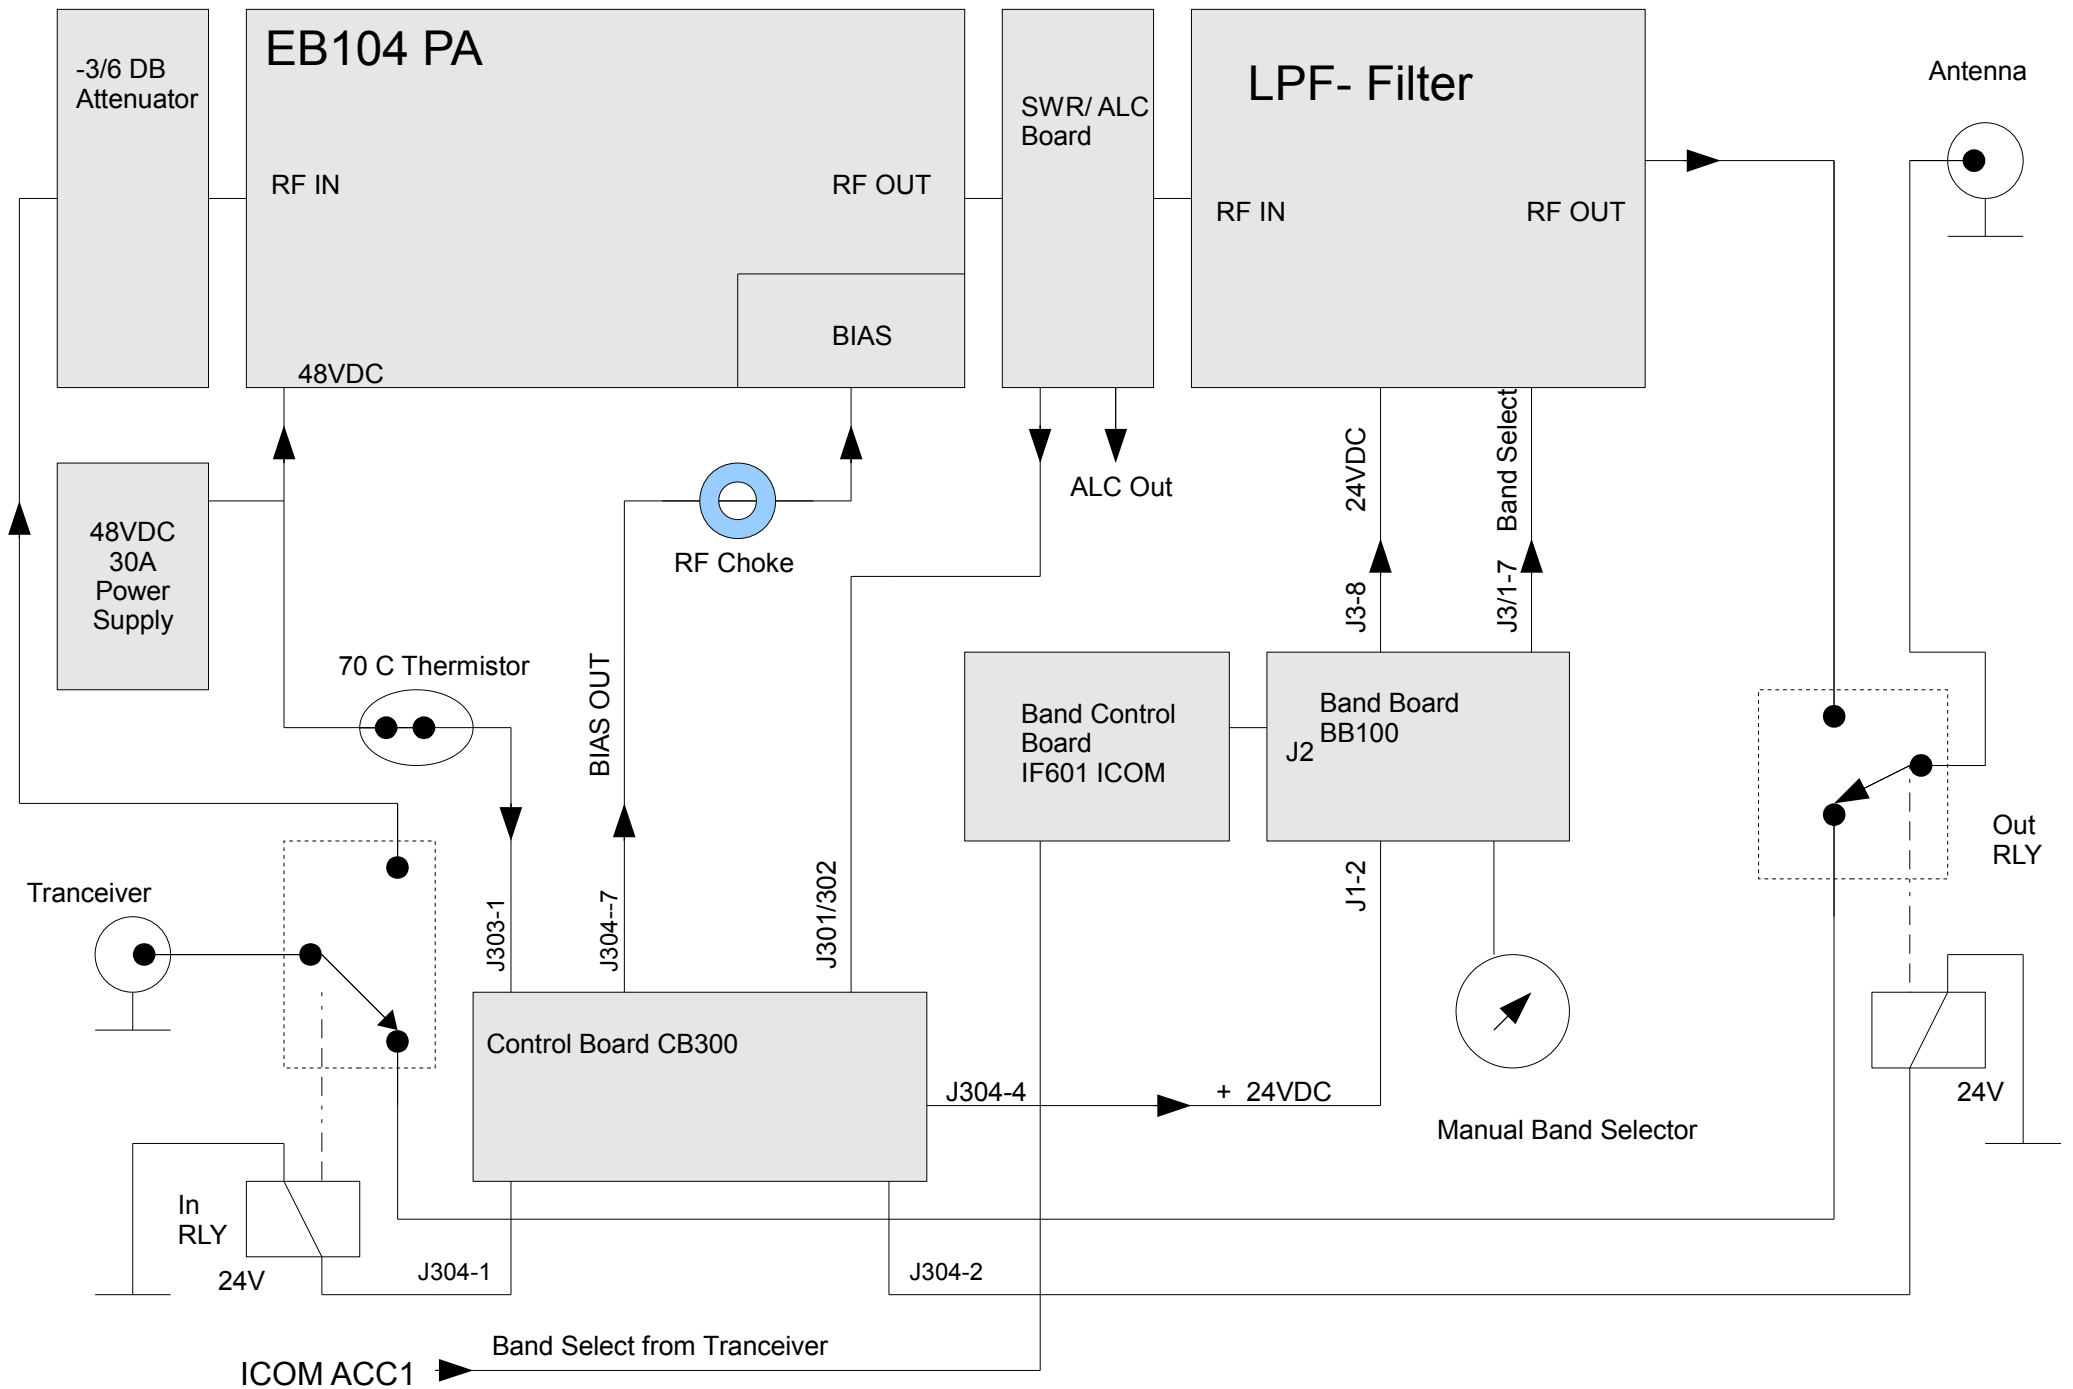 EB104 PA
-3/6 DB
Attenuator
SWR/ ALC
Board
LPF- Filter
Antenna
RF IN
RF OUT
RF IN
RF OUT
BIAS
48VDC
48VDC
30A
Power
Supply
RF Choke
ALC Out
24VDC
Band Select
J3-8
J3/1-7
70 C Thermistor
BIAS OUT
Band Control
Board
IF601 ICOM
Band Board
BB100
J2
Out
RLY
Tranceiver
J303-1
J304--7
J301/302
J1-2
Control Board CB300
J304-4
+ 24VDC
24V
Manual Band Selector
In
RLY
24V
J304-1
J304-2
Band Select from Tranceiver
ICOM ACC1